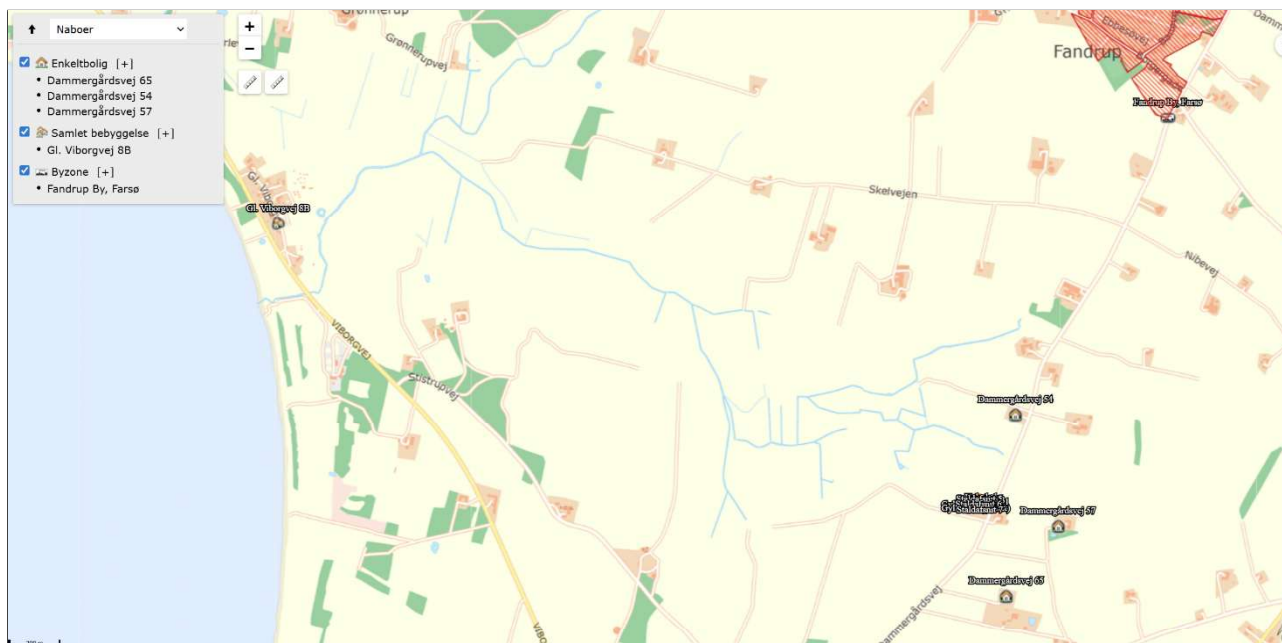 Naboer
Enkeltbolig [+]
Dammergårdsvej 65
Dammergårdsvej 54
Dammergårdsvej 57
Samlet bebyggelse [+]
Gl. Viborgvej 8B
Byzone [+]
Fandrup By, Farsø
+
−
Grønnerup
Grønnerupvej
Ebbesøvej
Fandrup
Fandrup By, Farsø
Skelvejen
Gl. Viborgvej 8B
Nibevej
VIBORGVEJ
Stistrupvej
Dammergårdsvej 54
Dammergårdsvej 57
Dammergårdsvej 65
Dammergårdsvej